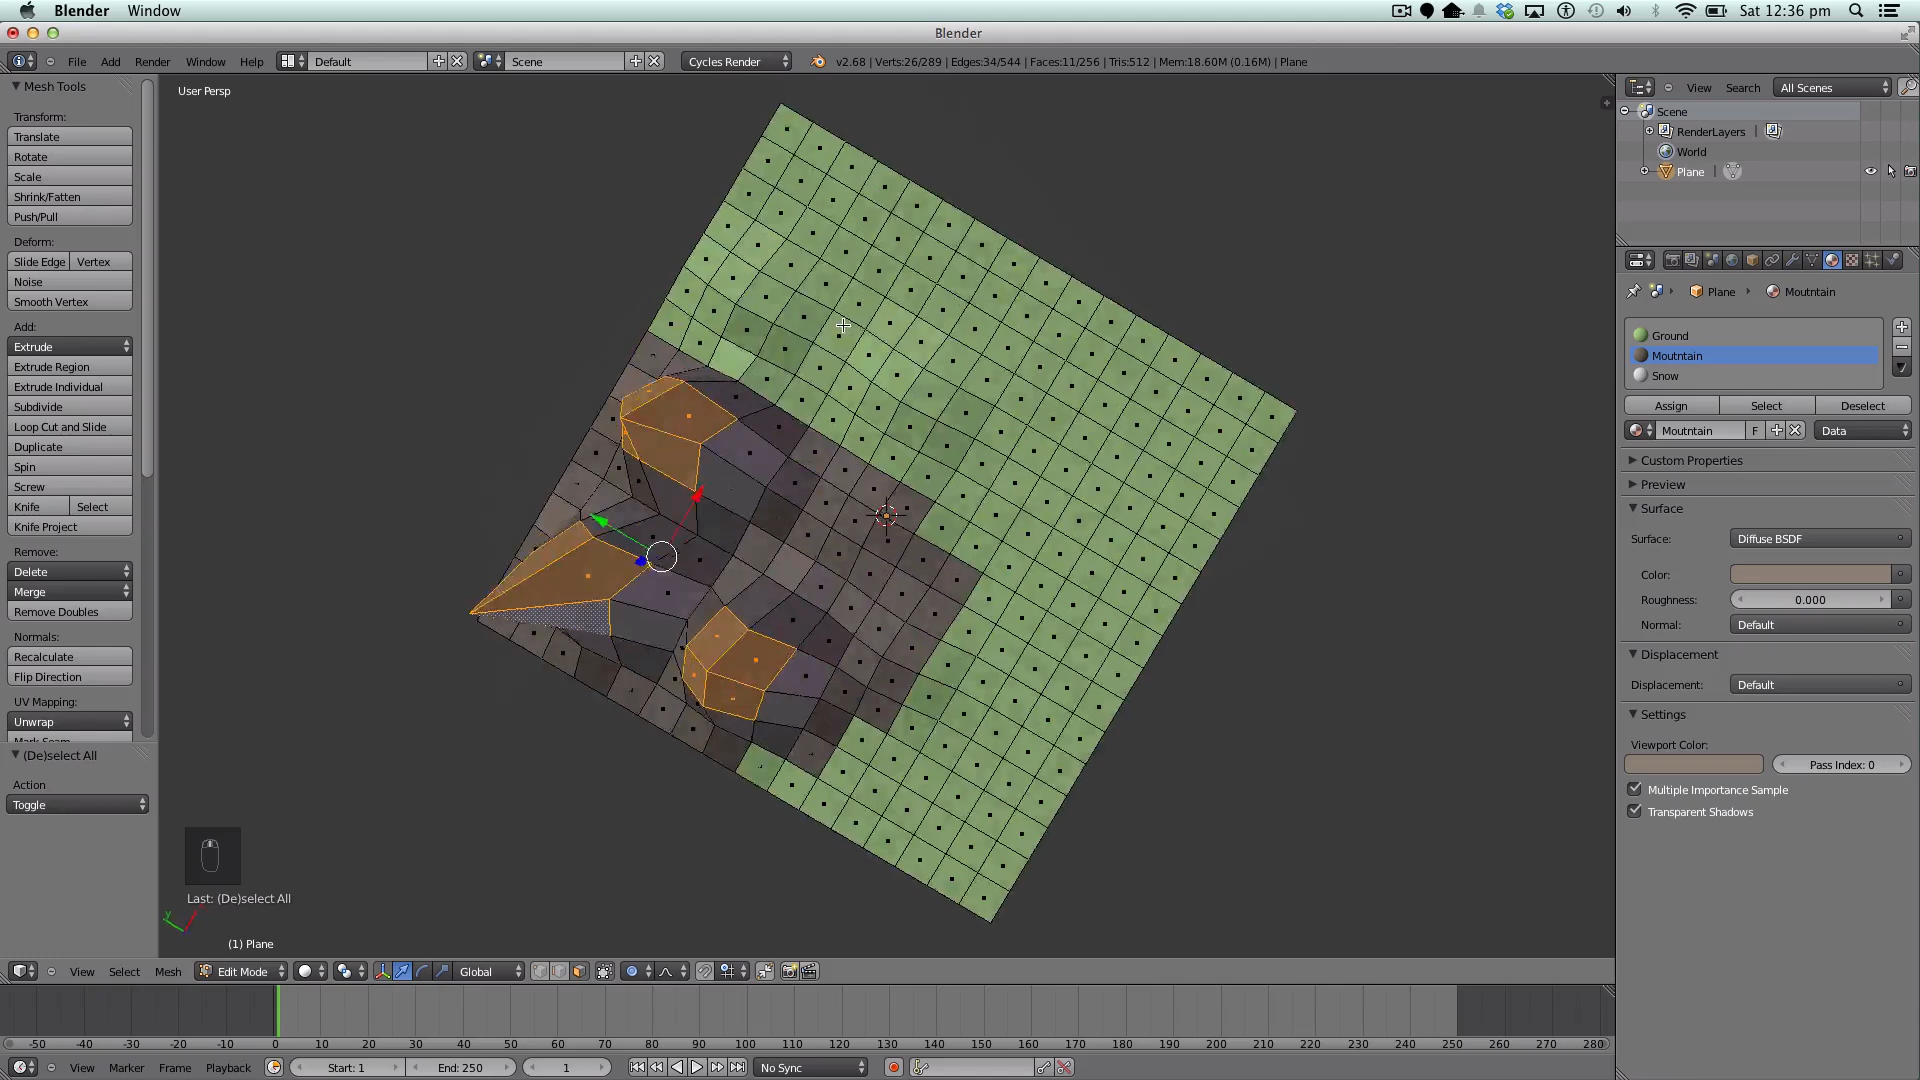 Blender Window Sat 12:36 pm
Blender
File Add Render Window Help Default Scene Cycles Render v2.68 | Verts:26/289 | Edges:34/544 | Faces:11/256 | Tris:512 | Mem:18.60M (0.16M) | Plane
Mesh Tools
Transform:
Translate
Rotate
Scale
Shrink/Fatten
Push/Pull
Deform:
Slide Edge Vertex
Noise
Smooth Vertex
Add:
Extrude
Extrude Region
Extrude Individual
Subdivide
Loop Cut and Slide
Duplicate
Spin
Screw
Knife Select
Knife Project
Remove:
Delete
Merge
Remove Doubles
Normals:
Recalculate
Flip Direction
UV Mapping:
Unwrap
Mark Seam
(De)select All
Action
Toggle
User Persp
Last: (De)select All
y
(1) Plane
View Select Mesh Edit Mode Global
-50 -40 -30 -20 -10 0 10 20 30 40 50 60 70 80 90 100 110 120 130 140 150 160 170 180 190 200 210 220 230 240 250 260 270 280
View Marker Frame Playback Start: 1 End: 250 1 No Sync
View Search All Scenes
Scene
RenderLayers |
World
Plane |
Plane Moutntain
Ground
Moutntain
Snow
Assign Select Deselect
Moutntain F Data
Custom Properties
Preview
Surface
Surface: Diffuse BSDF
Color:
Roughness: 0.000
Normal: Default
Displacement
Displacement: Default
Settings
Viewport Color:
Pass Index: 0
Multiple Importance Sample
Transparent Shadows